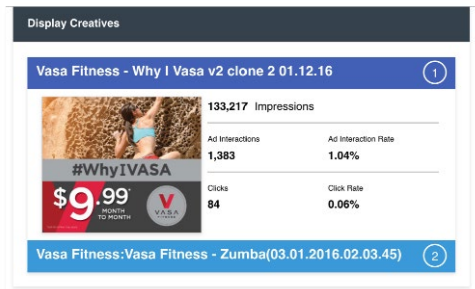 Display Creatives
Vasa Fitness - Why I Vasa v2 clone 2 01.12.16
1
133,217 Impressions
Ad Interactions
Ad Interaction Rate
1,383
1.04%
#WhyIVASA
$9.99*
MONTH
TO MONTH
VASA
FITNESS
Clicks
Click Rate
84
0.06%
Vasa Fitness:Vasa Fitness - Zumba(03.01.2016.02.03.45)
2